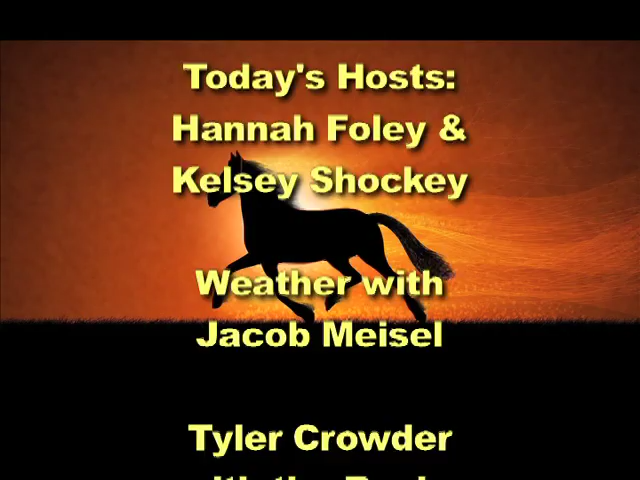 Today's Hosts:
Hannah Foley &
Kelsey Shockey
Weather with
Jacob Meisel
Tyler Crowder